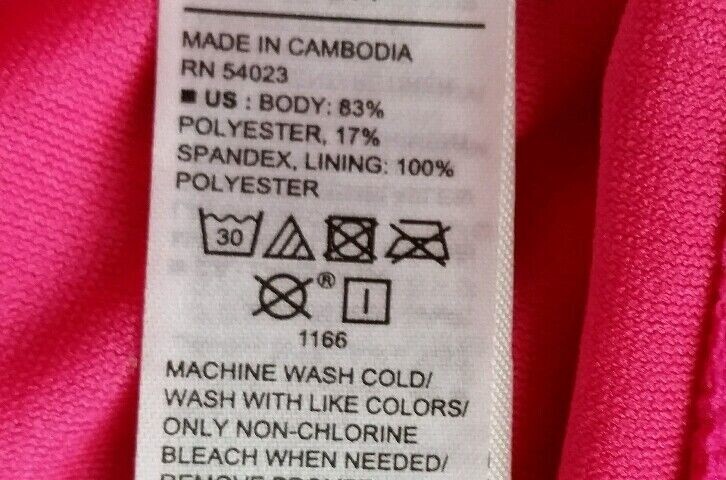 MADE IN CAMBODIA
RN 54023
■ US : BODY: 83%
POLYESTER, 17%
SPANDEX, LINING: 100%
POLYESTER
30
®
1166
MACHINE WASH COLD/
WASH WITH LIKE COLORS/
ONLY NON-CHLORINE
BLEACH WHEN NEEDED/